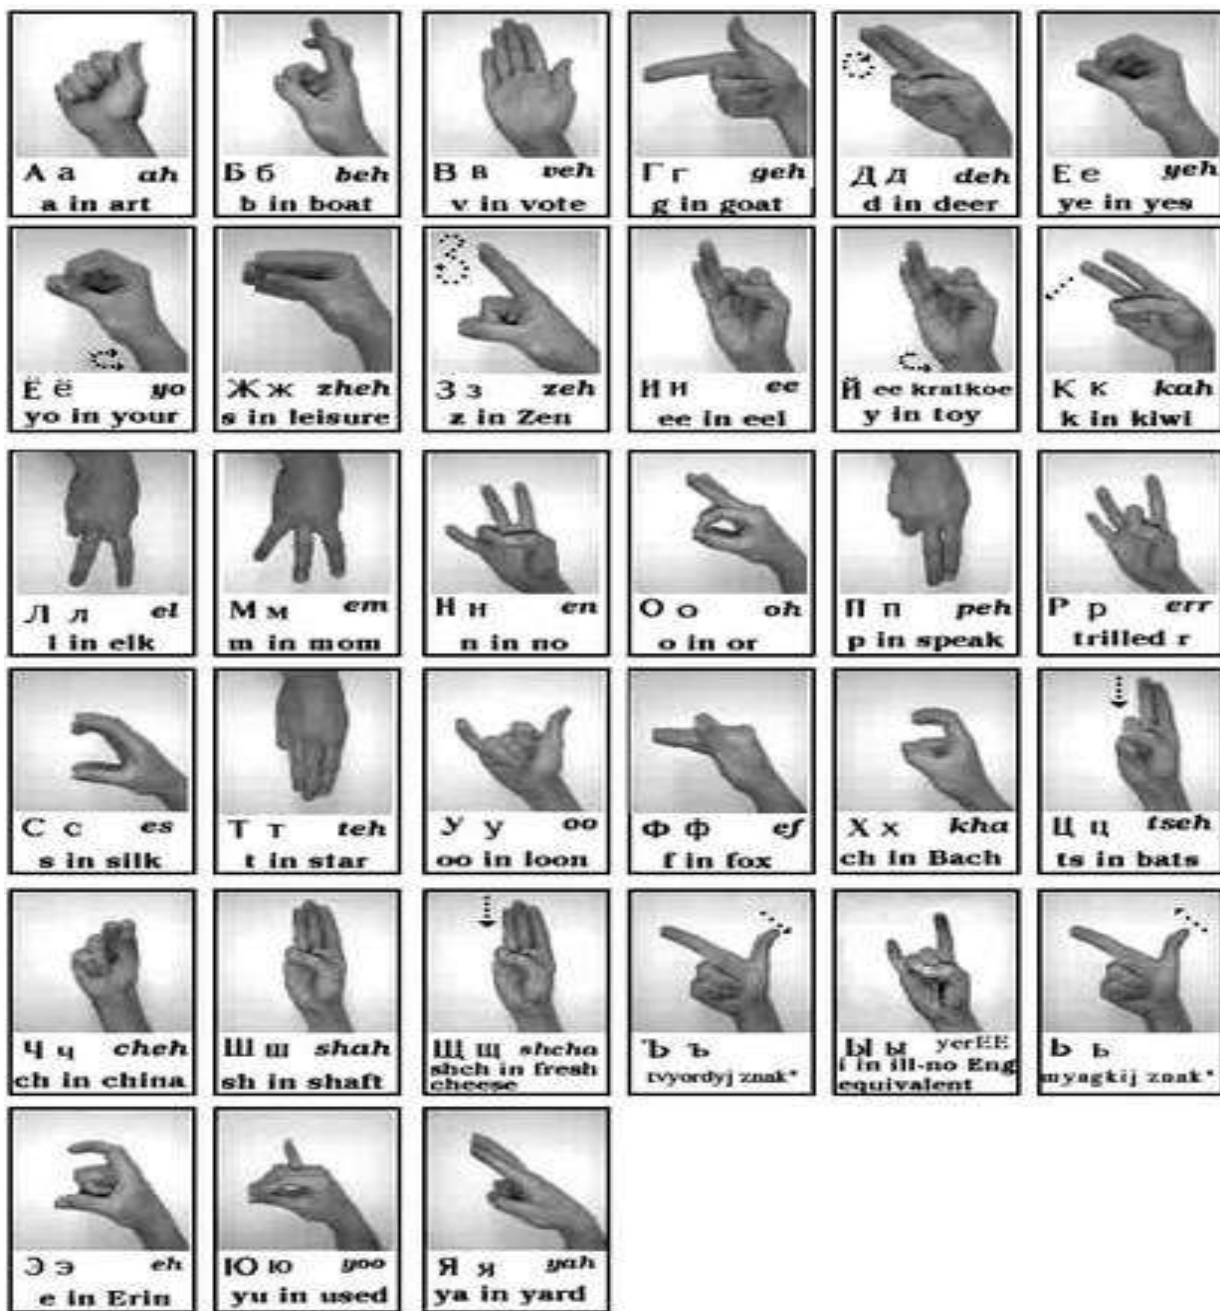 А а ah
a in art
Б б beh
b in boat
В в veh
v in vote
Г г geh
g in goat
Д д deh
d in deer
Е е yeh
ye in yes
Ё ё yo
yo in your
Ж ж zheh
s in leisure
З з zeh
z in Zen
И и ee
ee in eel
Й ee kratkoe
y in toy
К к kah
k in kiwi
Л л el
l in elk
М м em
m in mom
Н н en
n in no
О о oh
o in or
П п peh
p in speak
Р р err
trilled r
С с es
s in silk
Т т teh
t in star
У у oo
oo in loon
Ф ф ef
f in fox
Х х kha
ch in Bach
Ц ц tseh
ts in bats
Ч ч cheh
ch in china
Ш ш shah
sh in shaft
Щ щ shcha
shch in fresh
cheese
Ъ ъ
tvyordyj znak*
Ы ы yerEE
i in ill-no Eng
equivalent
Ь ь
myagkij znak*
Э э eh
e in Erin
Ю ю yoo
yu in used
Я я yah
ya in yard